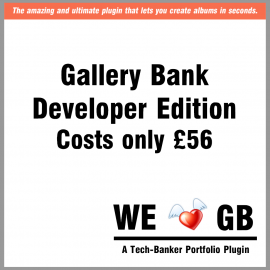 The amazing and ultimate plugin that lets you create albums in seconds.
Gallery Bank
Developer Edition
Costs only £56
WE GB
A Tech-Banker Portfolio Plugin